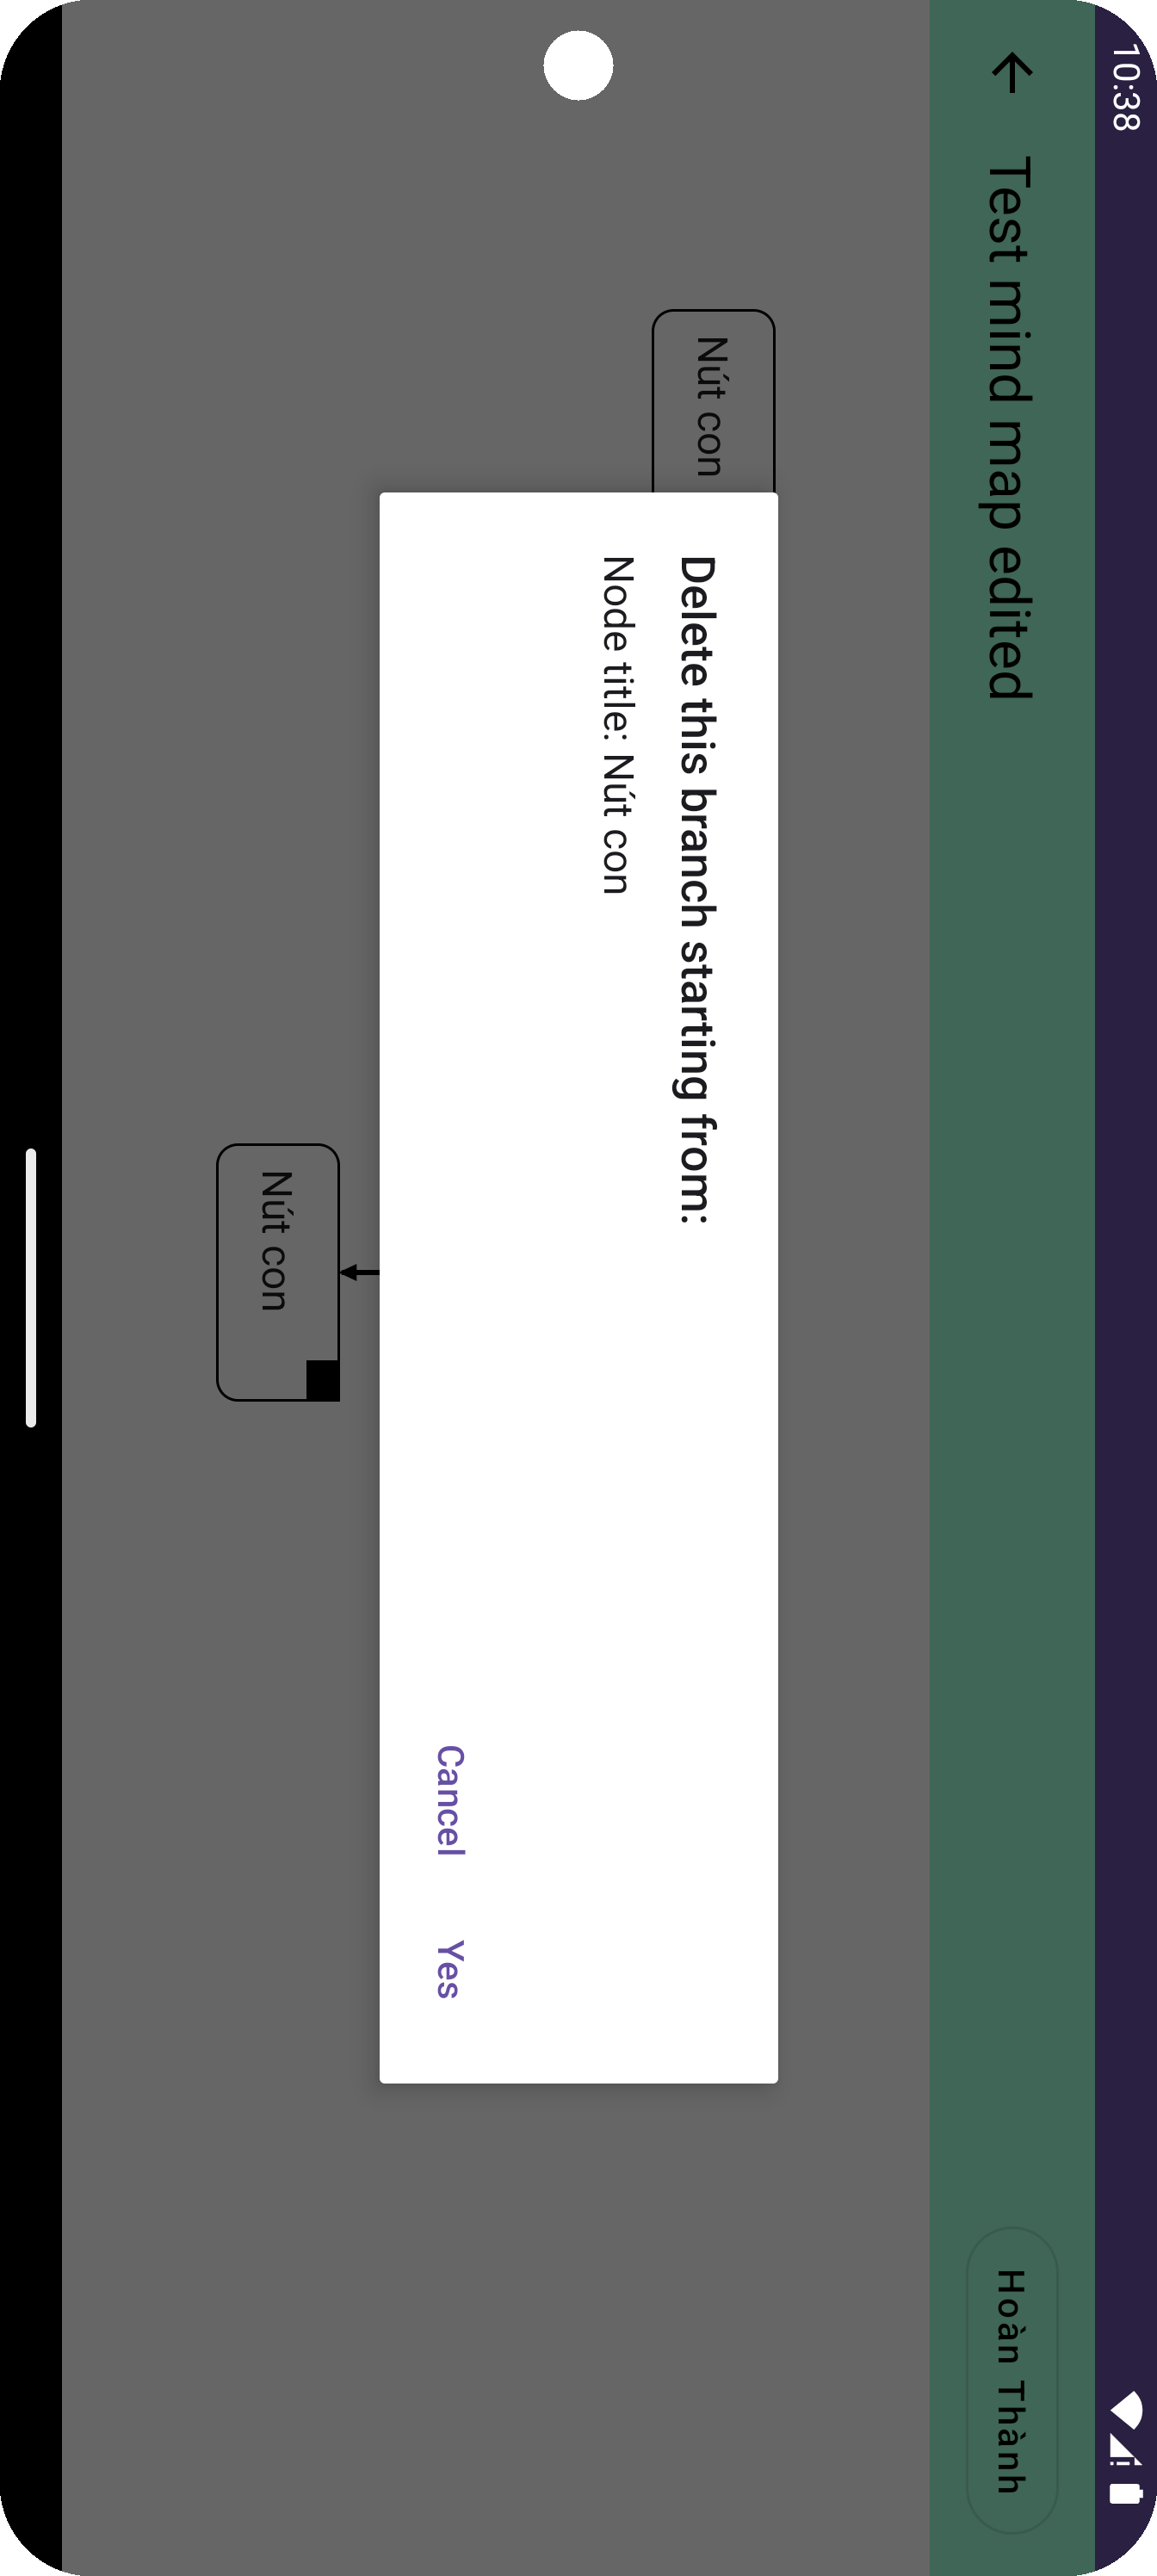 10:38
Test mind map edited
Hoàn Thành
Nút con
Delete this branch starting from:
Node title: Nút con
Cancel
Yes
Nút con